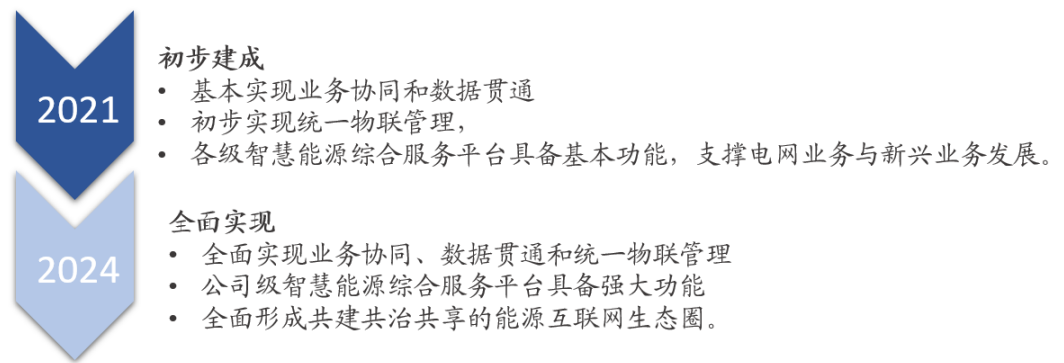 2021
初步建成
• 基本实现业务协同和数据贯通
• 初步实现统一物联管理，
• 各级智慧能源综合服务平台具备基本功能，支撑电网业务与新兴业务发展。
2024
全面实现
• 全面实现业务协同、数据贯通和统一物联管理
• 公司级智慧能源综合服务平台具备强大功能
• 全面形成共建共治共享的能源互联网生态圈。